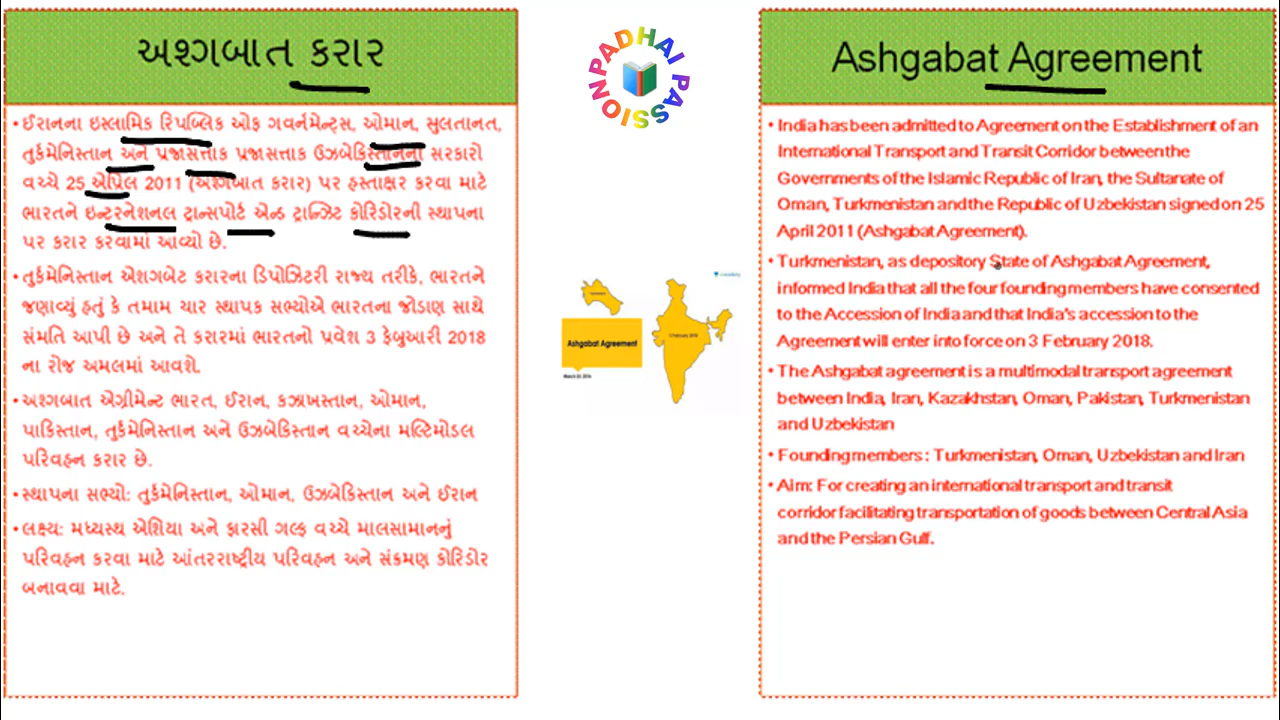 અશ્ગબાત કરાર
•ઈરાનના ઇસ્લામિક રિપબ્લિક ઓફ ગવર્નમેન્ટ્સ, ઓમાન, સુલતાનત,
તુર્કમેનિસ્તાન અને પ્રજાસત્તાક પ્રજાસત્તાક ઉઝબેકિસ્તાનની સરકારો
વચ્ચે 25 એપ્રિલ 2011 (અશ્ગબાત કરાર) પર હસ્તાક્ષર કરવા માટે
ભારતને ઇન્ટરનેશનલ ટ્રાન્સપોર્ટ એન્ડ ટ્રાન્ઝિટ કોરિડોરની સ્થાપના
પર કરાર કરવામાં આવ્યો છે.
•તુર્કમેનિસ્તાન એશગબેટ કરારના ડિપોઝિટરી રાજ્ય તરીકે, ભારતને
જણાવ્યું હતું કે તમામ ચાર સ્થાપક સભ્યોએ ભારતના જોડાણ સાથે
સંમતિ આપી છે અને તે કરારમાં ભારતનો પ્રવેશ 3 ફેબ્રુઆરી 2018
ના રોજ અમલમાં આવશે.
•અશ્ગબાત એગ્રીમેન્ટ ભારત, ઈરાન, કઝાખસ્તાન, ઓમાન,
પાકિસ્તાન, તુર્કમેનિસ્તાન અને ઉઝબેકિસ્તાન વચ્ચેના મલ્ટિમોડલ
પરિવહન કરાર છે.
•સ્થાપના સભ્યો: તુર્કમેનિસ્તાન, ઓમાન, ઉઝબેકિસ્તાન અને ઈરાન
•લક્ષ્ય: મધ્યસ્થ એશિયા અને ફારસી ગલ્ફ વચ્ચે માલસામાનનું
પરિવહન કરવા માટે આંતરરાષ્ટ્રીય પરિવહન અને સંક્રમણ કોરિડોર
બનાવવા માટે.
PADHAI PASSION
Ashgabat Agreement
3 February 2018
March 23, 2016
Ashgabat Agreement
•India has been admitted to Agreement on the Establishment of an
International Transport and Transit Corridor between the
Governments of the Islamic Republic of Iran, the Sultanate of
Oman, Turkmenistan and the Republic of Uzbekistan signed on 25
April 2011 (Ashgabat Agreement).
•Turkmenistan, as depository State of Ashgabat Agreement,
informed India that all the four founding members have consented
to the Accession of India and that India's accession to the
Agreement will enter into force on 3 February 2018.
•The Ashgabat agreement is a multimodal transport agreement
between India, Iran, Kazakhstan, Oman, Pakistan, Turkmenistan
and Uzbekistan
•Founding members : Turkmenistan, Oman, Uzbekistan and Iran
•Aim: For creating an international transport and transit
corridor facilitating transportation of goods between Central Asia
and the Persian Gulf.